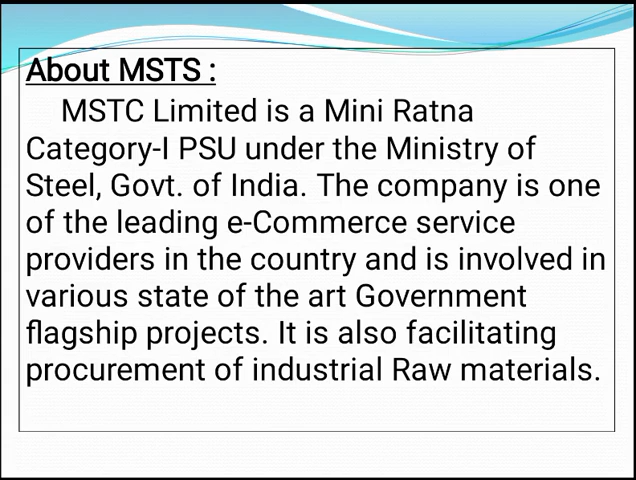 About MSTS :
MSTC Limited is a Mini Ratna
Category-I PSU under the Ministry of
Steel, Govt. of India. The company is one
of the leading e-Commerce service
providers in the country and is involved in
various state of the art Government
flagship projects. It is also facilitating
procurement of industrial Raw materials.